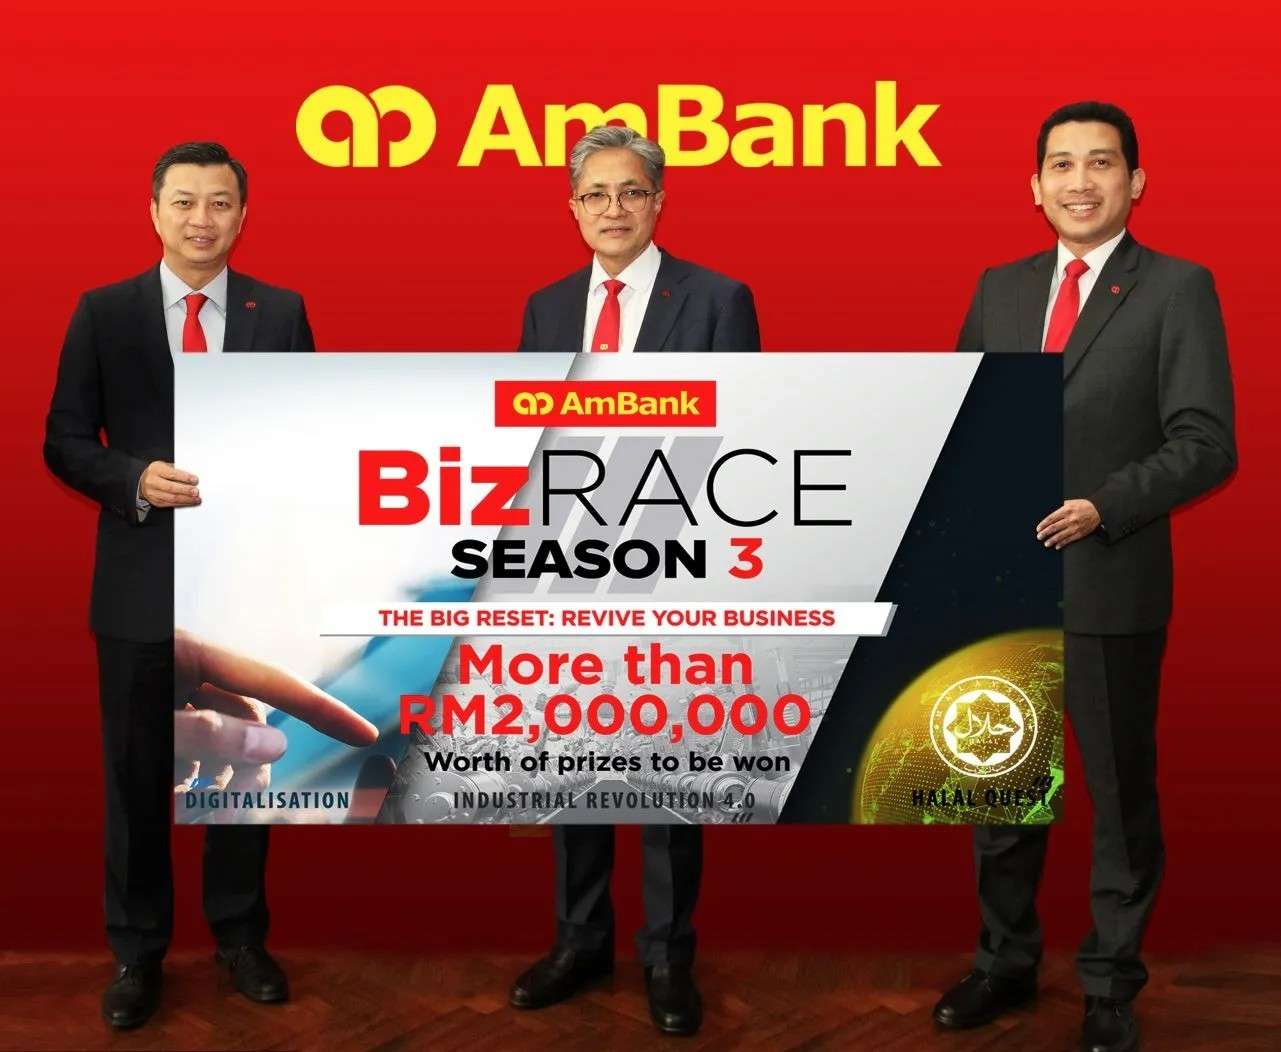 AmBank
AmBank
BizRACE
SEASON 3
THE BIG RESET: REVIVE YOUR BUSINESS
More than
RM2,000,000
Worth of prizes to be won
DIGITALISATION
INDUSTRIAL REVOLUTION 4.0
حلال
HALAL QUEST